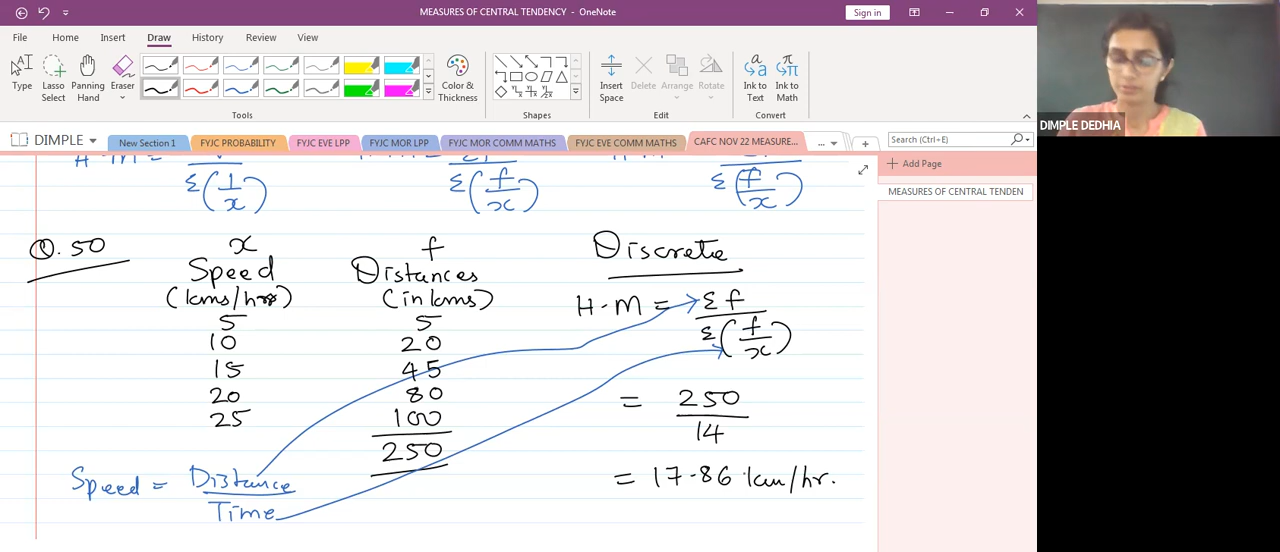 MEASURES OF CENTRAL TENDENCY - OneNote
Sign in
File Home Insert Draw History Review View
Type
Lasso Select
Panning Hand
Eraser
Color & Thickness
Insert Space
Delete
Arrange
Rotate
Ink to Text
Ink to Math
Tools
Shapes
Edit
Convert
DIMPLE
New Section 1
FYJC PROBABILITY
FYJC EVE LPP
FYJC MOR LPP
FYJC MOR COMM MATHS
FYJC EVE COMM MATHS
CAFC NOV 22 MEASURE...
...
Search (Ctrl+E)
Add Page
MEASURES OF CENTRAL TENDEN
DIMPLE DEDHIA
Σ(1/x) Σ(f/x) Σ(f/x)
Q. 50
x f Discrete
Speed Distances
(kms/hr) (in kms) H·M = Σf / Σ(f/x)
5 5
10 20
15 45
20 80 = 250/14
25 100
250
Speed = Distance/Time = 17.86 km/hr.